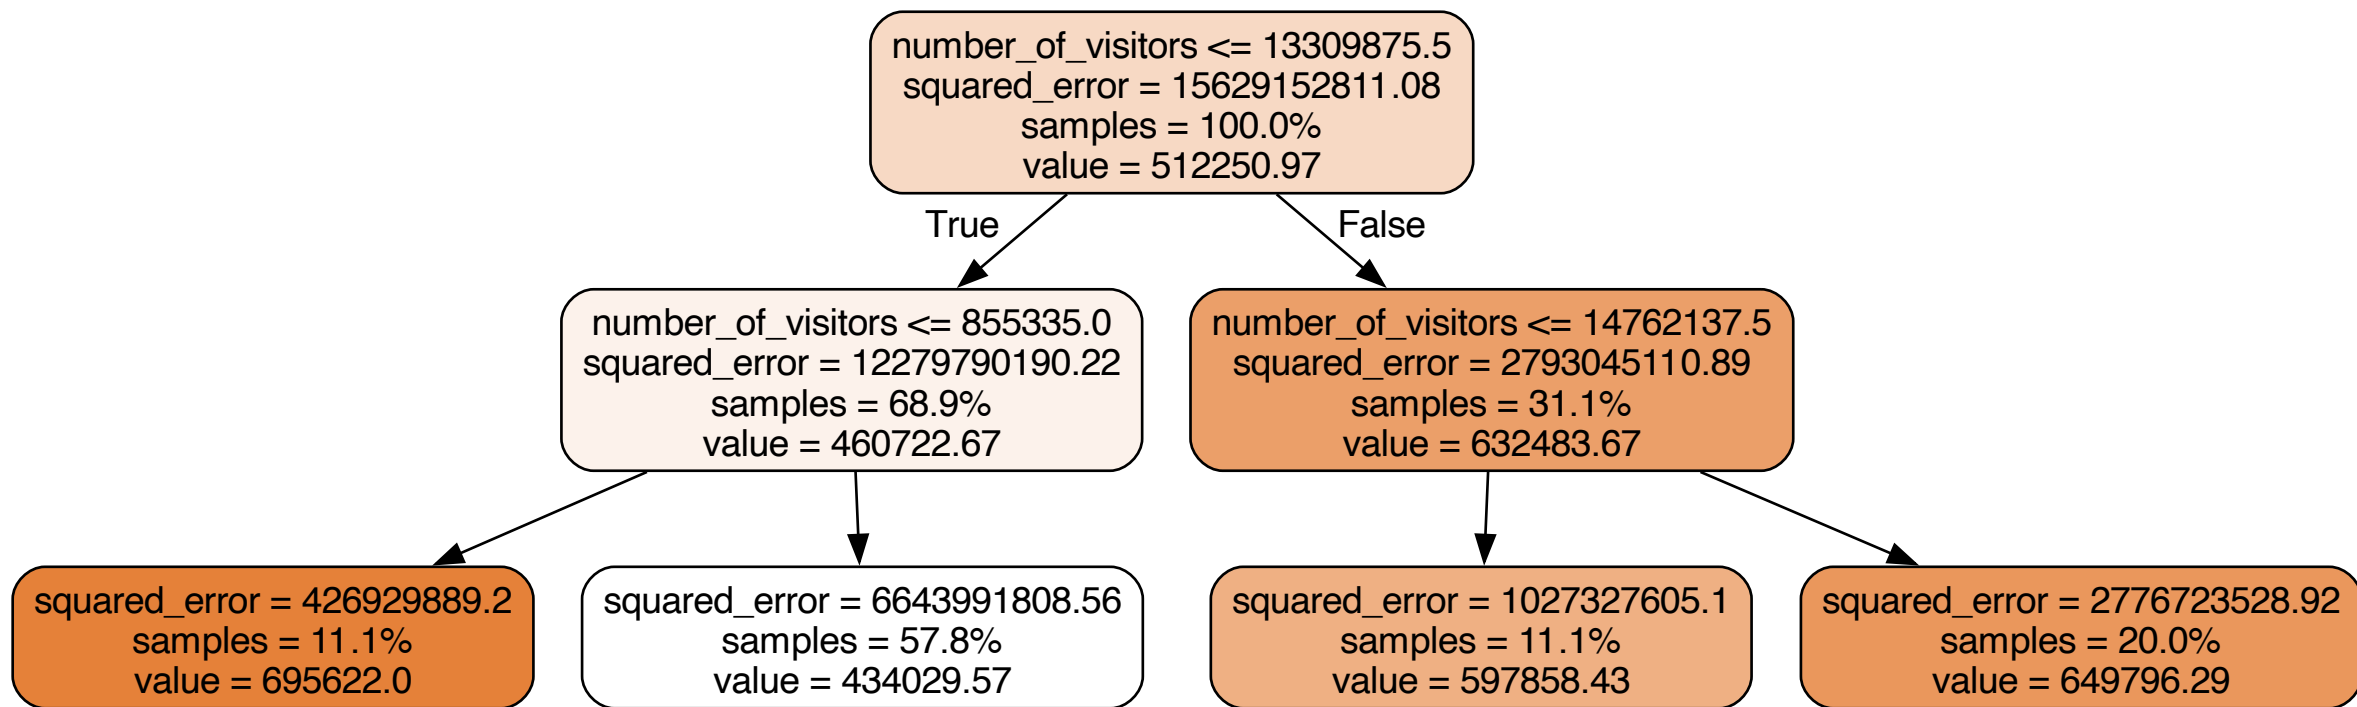 number_of_visitors <= 13309875.5
squared_error = 15629152811.08
samples = 100.0%
value = 512250.97
True
False
number_of_visitors <= 855335.0
squared_error = 12279790190.22
samples = 68.9%
value = 460722.67
number_of_visitors <= 14762137.5
squared_error = 2793045110.89
samples = 31.1%
value = 632483.67
squared_error = 426929889.2
samples = 11.1%
value = 695622.0
squared_error = 6643991808.56
samples = 57.8%
value = 434029.57
squared_error = 1027327605.1
samples = 11.1%
value = 597858.43
squared_error = 2776723528.92
samples = 20.0%
value = 649796.29